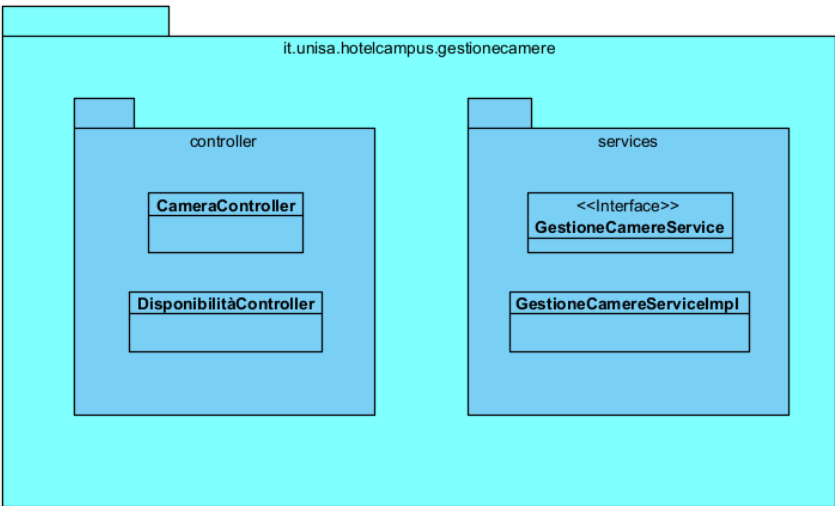 it.unisa.hotelcampus.gestionecamere
controller
CameraController
DisponibilitàController
services
<<Interface>>
GestioneCamereService
GestioneCamereServiceImpl